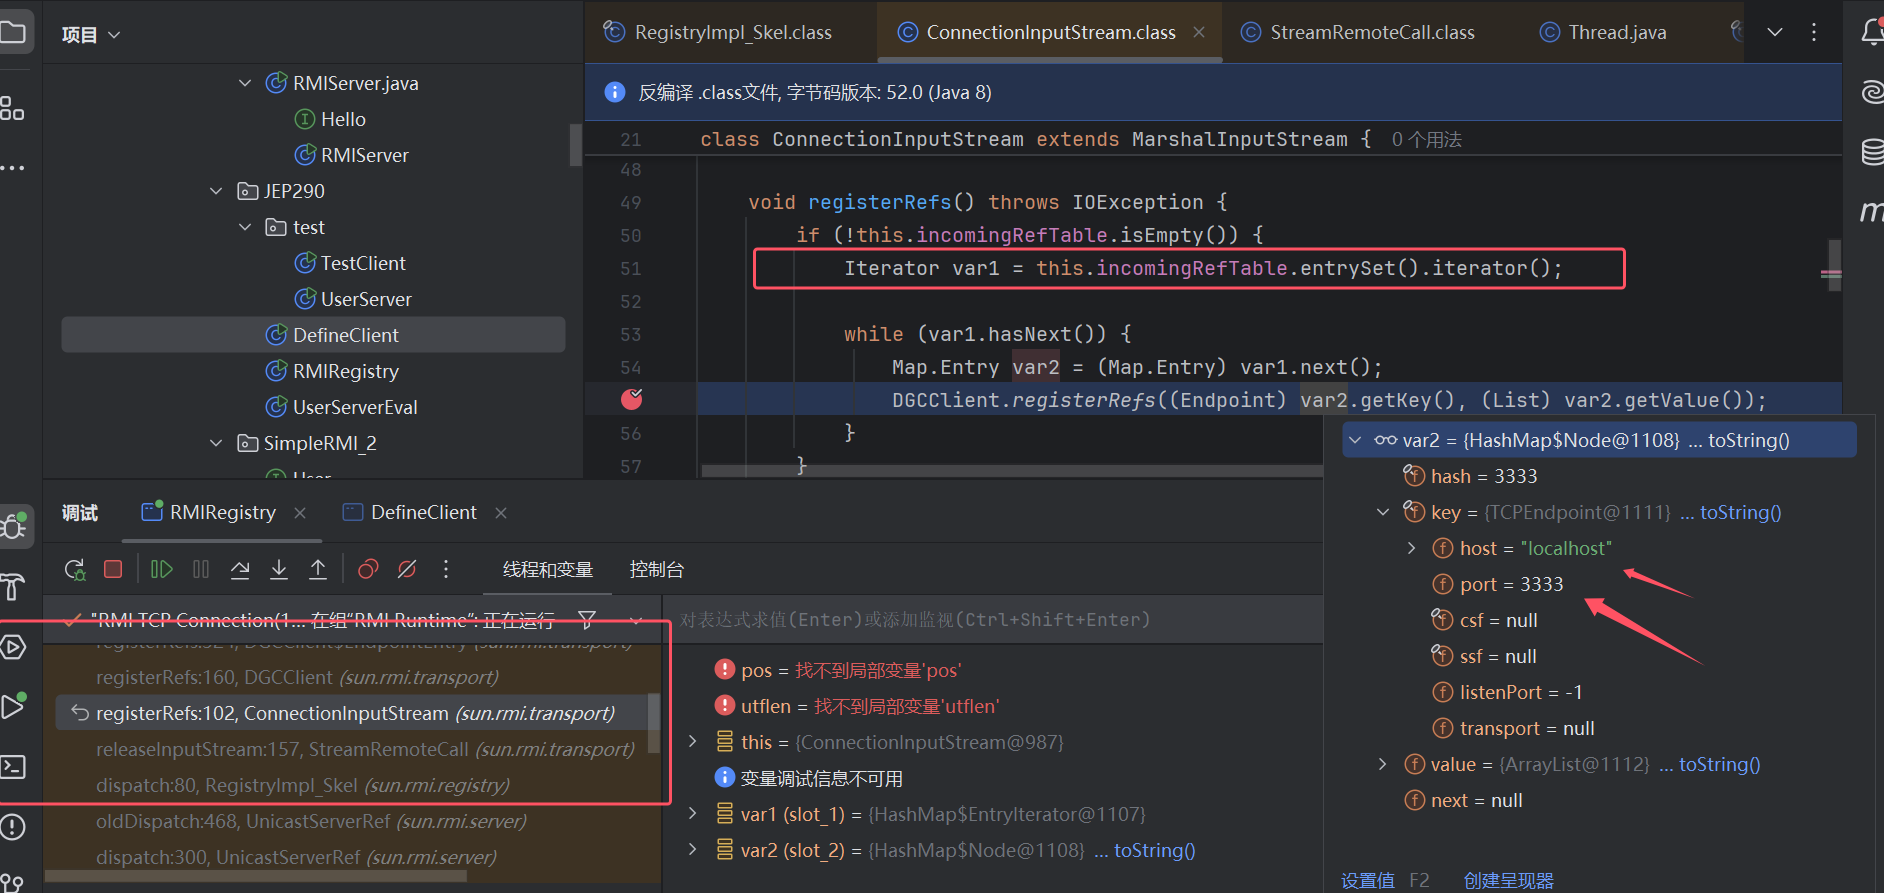 项目
RMIServer.java
Hello
RMIServer
JEP290
test
TestClient
UserServer
DefineClient
RMIRegistry
UserServerEval
SimpleRMI_2
RegistryImpl_Skel.class
ConnectionInputStream.class
StreamRemoteCall.class
Thread.java
反编译 .class文件, 字节码版本: 52.0 (Java 8)
21 class ConnectionInputStream extends MarshalInputStream { 0 个用法
48
49 void registerRefs() throws IOException {
50 if (!this.incomingRefTable.isEmpty()) {
51 Iterator var1 = this.incomingRefTable.entrySet().iterator();
52
53 while (var1.hasNext()) {
54 Map.Entry var2 = (Map.Entry) var1.next();
DGCClient.registerRefs((Endpoint) var2.getKey(), (List) var2.getValue());
56 }
57 }
调试
RMIRegistry
DefineClient
线程和变量
控制台
"RMI TCP Connection(1... 在组"RMI Runtime": 正在运行
registerRefs:324, DGCClient$EndpointEntry (sun.rmi.transport)
registerRefs:160, DGCClient (sun.rmi.transport)
registerRefs:102, ConnectionInputStream (sun.rmi.transport)
releaseInputStream:157, StreamRemoteCall (sun.rmi.transport)
dispatch:80, RegistryImpl_Skel (sun.rmi.registry)
oldDispatch:468, UnicastServerRef (sun.rmi.server)
dispatch:300, UnicastServerRef (sun.rmi.server)
对表达式求值(Enter)或添加监视(Ctrl+Shift+Enter)
pos = 找不到局部变量'pos'
utflen = 找不到局部变量'utflen'
this = {ConnectionInputStream@987}
变量调试信息不可用
var1 (slot_1) = {HashMap$EntryIterator@1107}
var2 (slot_2) = {HashMap$Node@1108} ... toString()
var2 = {HashMap$Node@1108} ... toString()
hash = 3333
key = {TCPEndpoint@1111} ... toString()
host = "localhost"
port = 3333
csf = null
ssf = null
listenPort = -1
transport = null
value = {ArrayList@1112} ... toString()
next = null
设置值 F2 创建呈现器